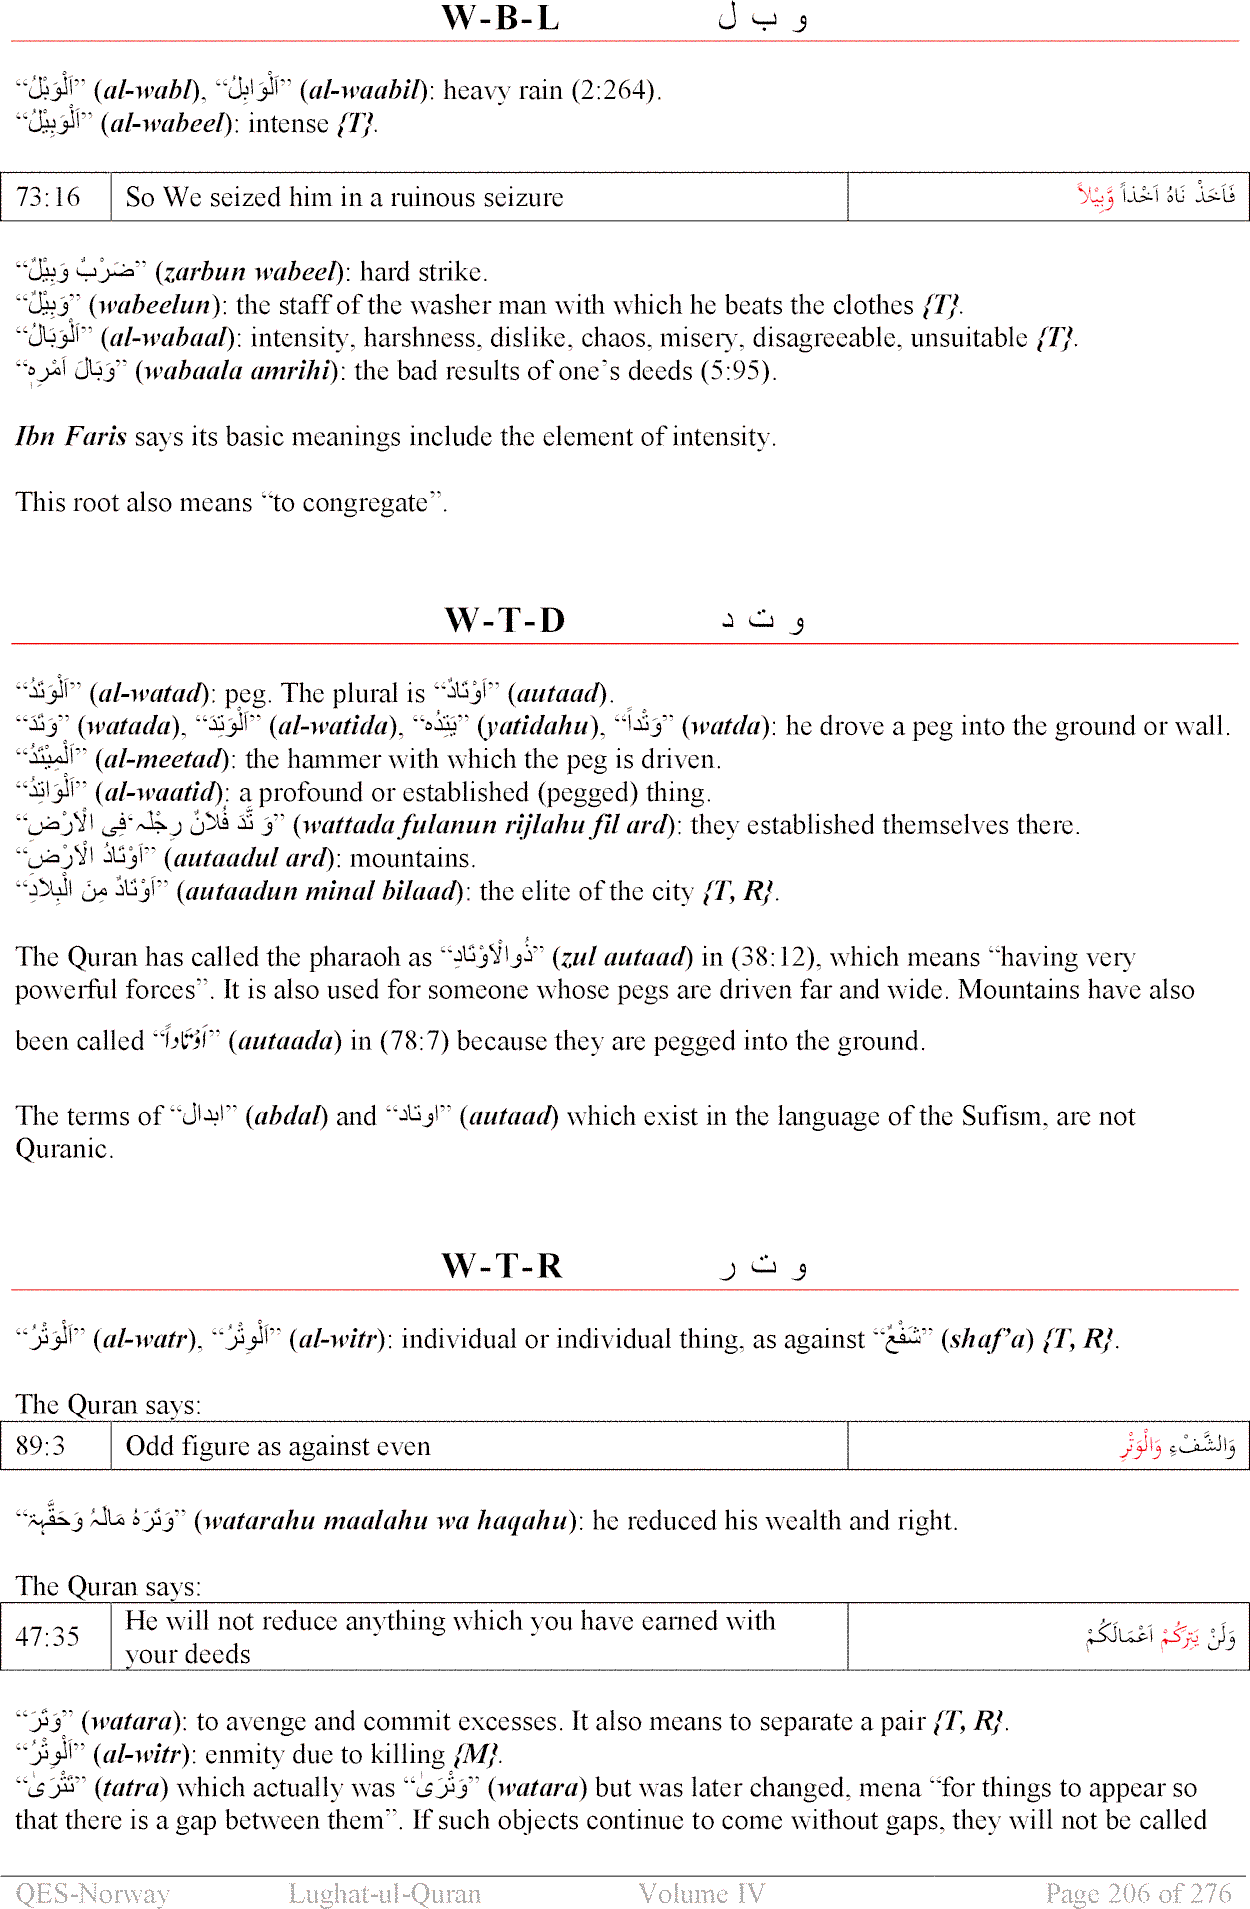 W-B-L و ب ل
“اَلْوَبْلُ” (al-wabl), “اَلْوَابِلُ” (al-waabil): heavy rain (2:264).
“اَلْوَبِيْلُ” (al-wabeel): intense {T}.
73:16 So We seized him in a ruinous seizure فَاَخَذْ نَاهُ اَخْذاً وَّبِيْلاً
“ضَرْبٌ وَبِيْلٌ” (zarbun wabeel): hard strike.
“وَبِيْلٌ” (wabeelun): the staff of the washer man with which he beats the clothes {T}.
“اَلْوَبَالُ” (al-wabaal): intensity, harshness, dislike, chaos, misery, disagreeable, unsuitable {T}.
“وَبَالَ اَمْرِهٖ” (wabaala amrihi): the bad results of one’s deeds (5:95).
Ibn Faris says its basic meanings include the element of intensity.
This root also means “to congregate”.
W-T-D و ت د
“اَلْوَتَدُ” (al-watad): peg. The plural is “اَوْتَادٌ” (autaad).
“وَتَدَ” (watada), “اَلْوَتِدَ” (al-watida), “يَتِدُه” (yatidahu), “وَتْداً” (watda): he drove a peg into the ground or wall.
“اَلْمِيْتَدُ” (al-meetad): the hammer with which the peg is driven.
“اَلْوَاتِدُ” (al-waatid): a profound or established (pegged) thing.
“وَ تَّدَ فُلَانٌ رِجْلَہ‘ فِی الْاَرْضِ” (wattada fulanun rijlahu fil ard): they established themselves there.
“اَوْتَادُ الْاَرْضِ” (autaadul ard): mountains.
“اَوْتَادٌ مِنَ الْبِلَادِ” (autaadun minal bilaad): the elite of the city {T, R}.
The Quran has called the pharaoh as “ذُوالْاَوْتَادِ” (zul autaad) in (38:12), which means “having very
powerful forces”. It is also used for someone whose pegs are driven far and wide. Mountains have also
been called “اَوْتَاداً” (autaada) in (78:7) because they are pegged into the ground.
The terms of “ابدال” (abdal) and “اوتاد” (autaad) which exist in the language of the Sufism, are not
Quranic.
W-T-R و ت ر
“اَلْوَتْرُ” (al-watr), “اَلْوِتْرُ” (al-witr): individual or individual thing, as against “شَفْعٌ” (shaf’a) {T, R}.
The Quran says:
89:3 Odd figure as against even وَالشَّفْعِ وَالْوَتْرِ
“وَتَرَهُ مَالَہُ وَحَقَّہٗ” (watarahu maalahu wa haqahu): he reduced his wealth and right.
The Quran says:
47:35 He will not reduce anything which you have earned with
your deeds وَلَنْ يَتِرَكُمْ اَعْمَالَكُمْ
“وَتَرَ” (watara): to avenge and commit excesses. It also means to separate a pair {T, R}.
“اَلْوِتْرُ” (al-witr): enmity due to killing {M}.
“تَتْرَىٰ” (tatra) which actually was “وَتْرَىٰ” (watara) but was later changed, mena “for things to appear so
that there is a gap between them”. If such objects continue to come without gaps, they will not be called
QES-Norway Lughat-ul-Quran Volume IV Page 206 of 276